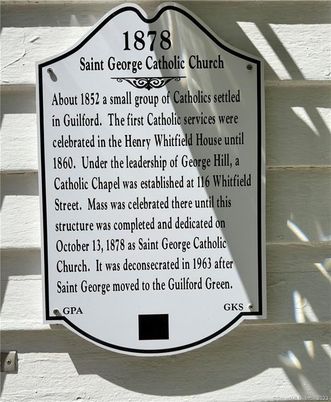 1878
Saint George Catholic Church
About 1852 a small group of Catholics settled
in Guilford. The first Catholic services were
celebrated in the Henry Whitfield House until
1860. Under the leadership of George Hill, a
Catholic Chapel was established at 116 Whitfield
Street. Mass was celebrated there until this
structure was completed and dedicated on
October 13, 1878 as Saint George Catholic
Church. It was deconsecrated in 1963 after
Saint George moved to the Guilford Green.
GPA GKS